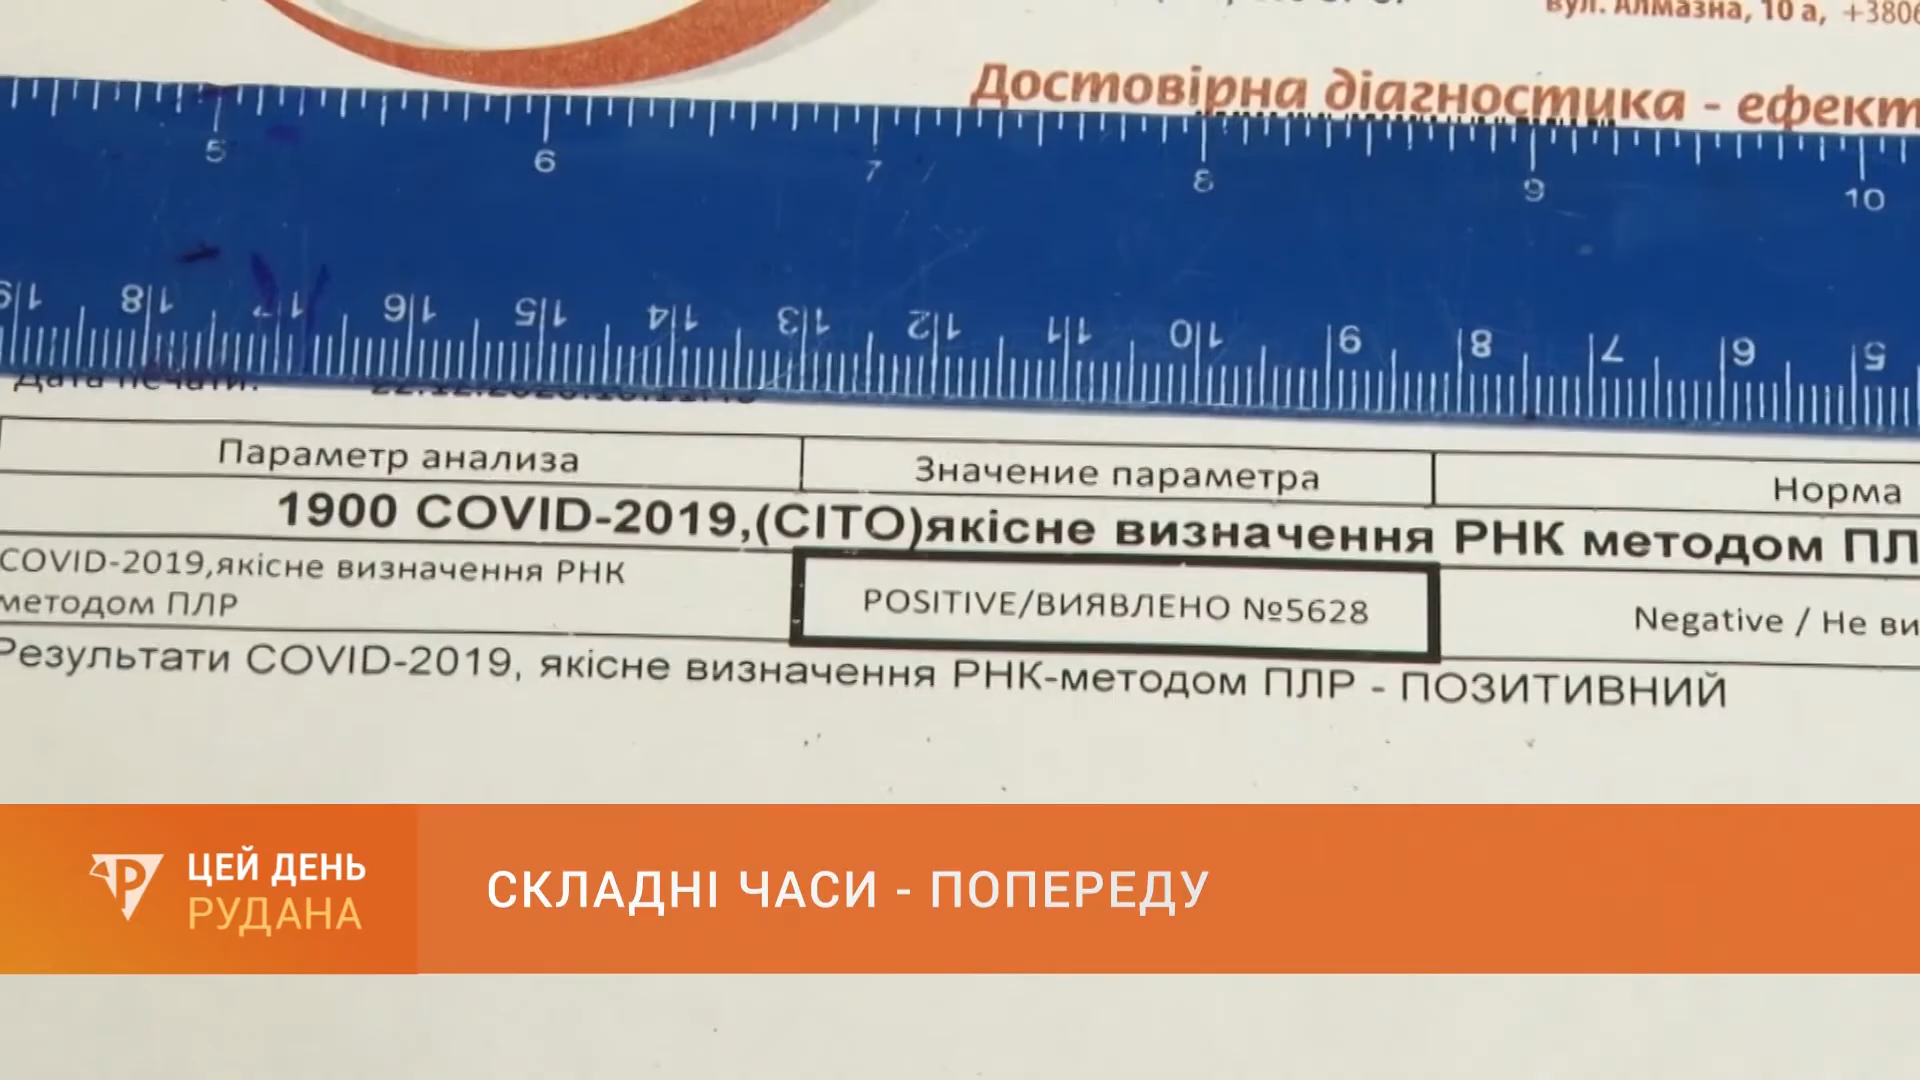 вул. Алмазна, 10 а, +3806
Достовірна діагностика - ефект
5 6 7 8 9 10
18 17 16 15 14 13 12 11 10 9 8 7 6 5
Дата печати:
Параметр анализа Значение параметра Норма
1900 COVID-2019,(CITO)якісне визначення РНК методом ПЛ
COVID-2019,якісне визначення РНК
методом ПЛР
POSITIVE/ВИЯВЛЕНО №5628
Negative / Не ви
Результати COVID-2019, якісне визначення РНК-методом ПЛР - ПОЗИТИВНИЙ
ЦЕЙ ДЕНЬ
РУДАНА
СКЛАДНІ ЧАСИ - ПОПЕРЕДУ